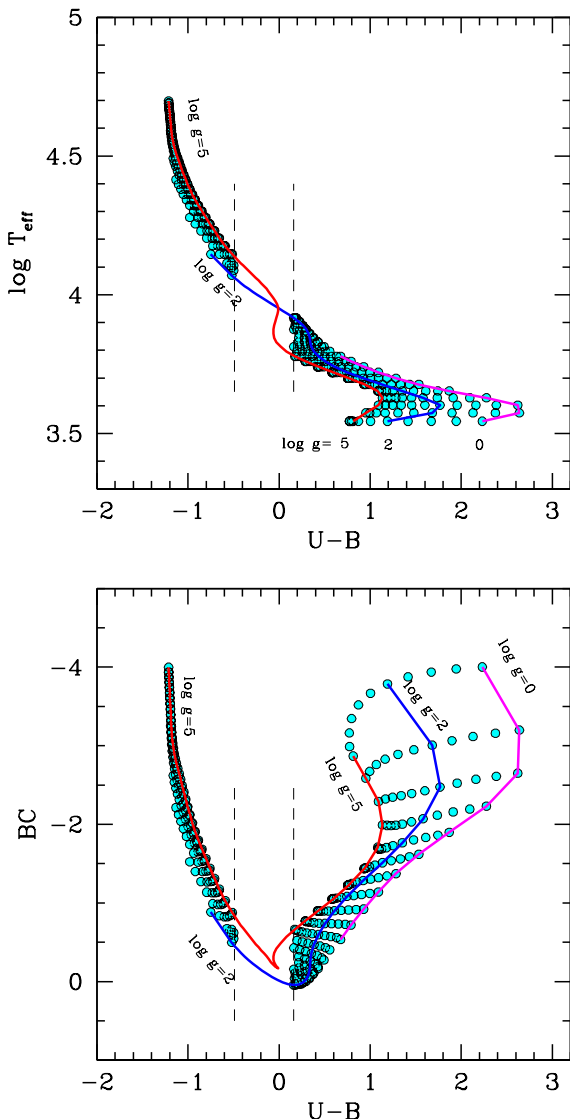 5
4.5
4
3.5
log T_eff
log g=5
log g=2
log g= 5 2 0
-2 -1 0 1 2 3
U-B
-4
-2
0
BC
log g=5
log g=2
log g=5
log g=2
log g=0
-2 -1 0 1 2 3
U-B